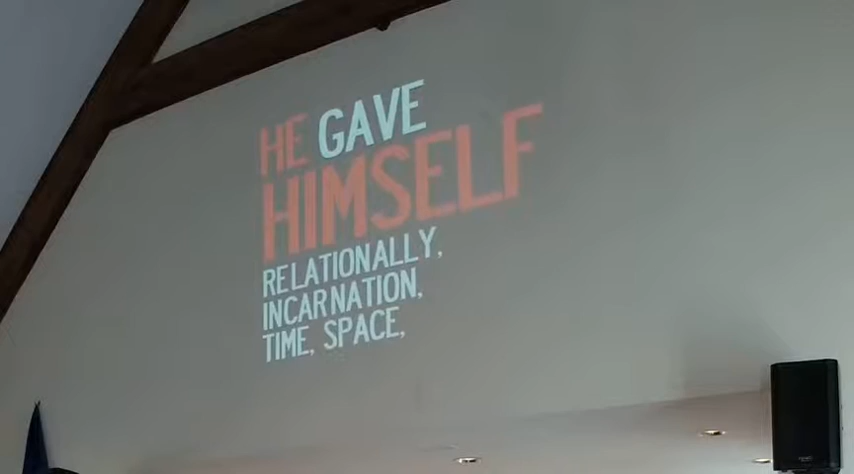 HE GAVE
HIMSELF
RELATIONALLY,
INCARNATION,
TIME, SPACE,